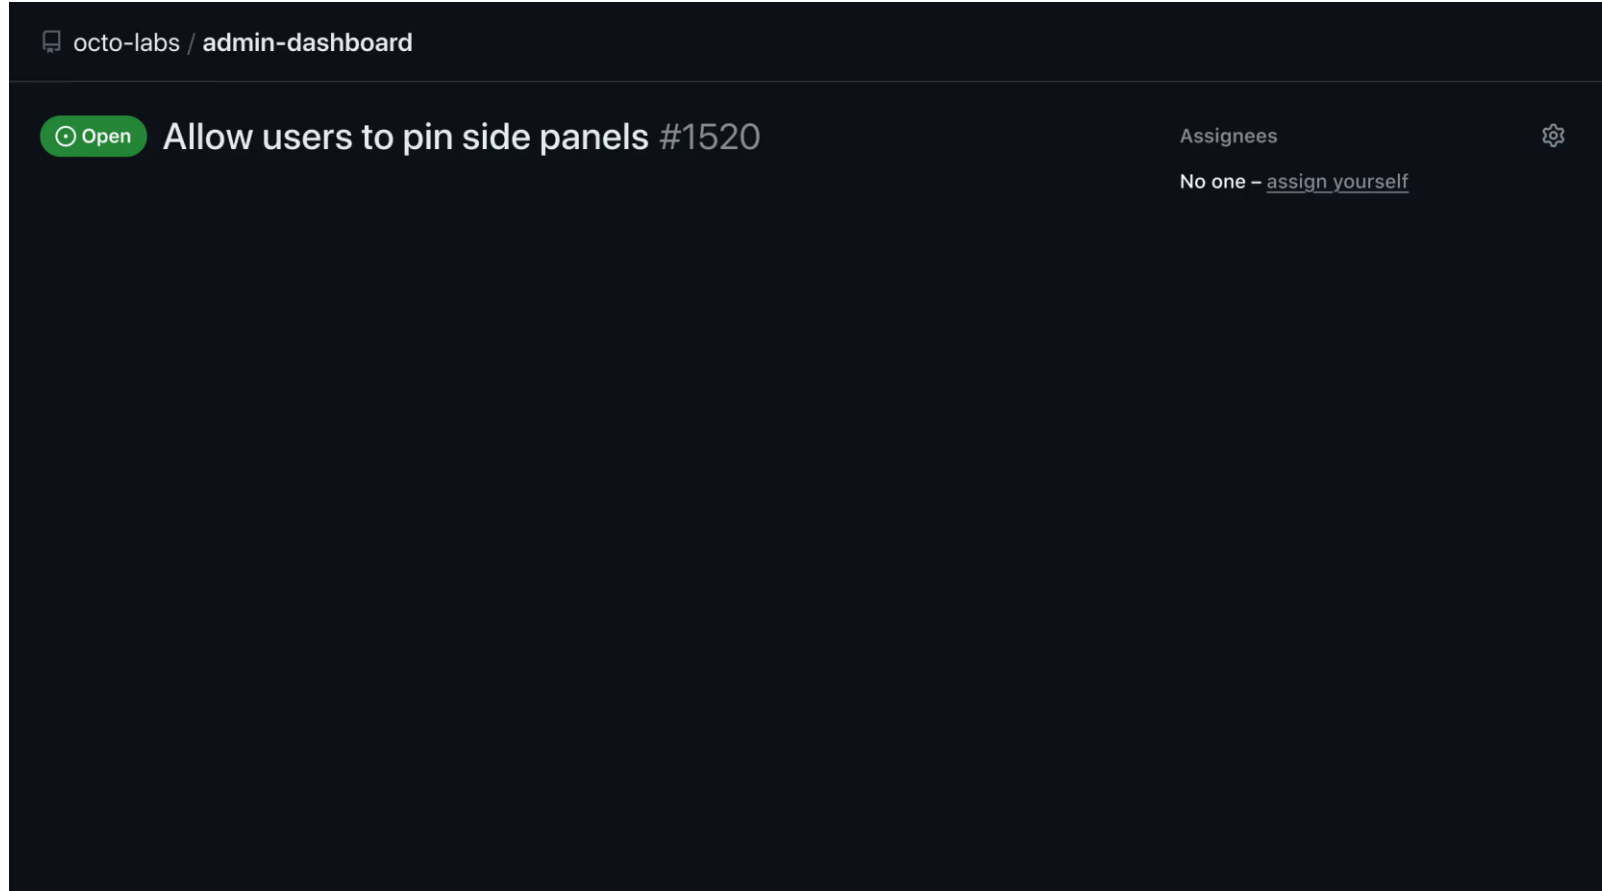 octo-labs / admin-dashboard
Open Allow users to pin side panels #1520
Assignees
No one – assign yourself